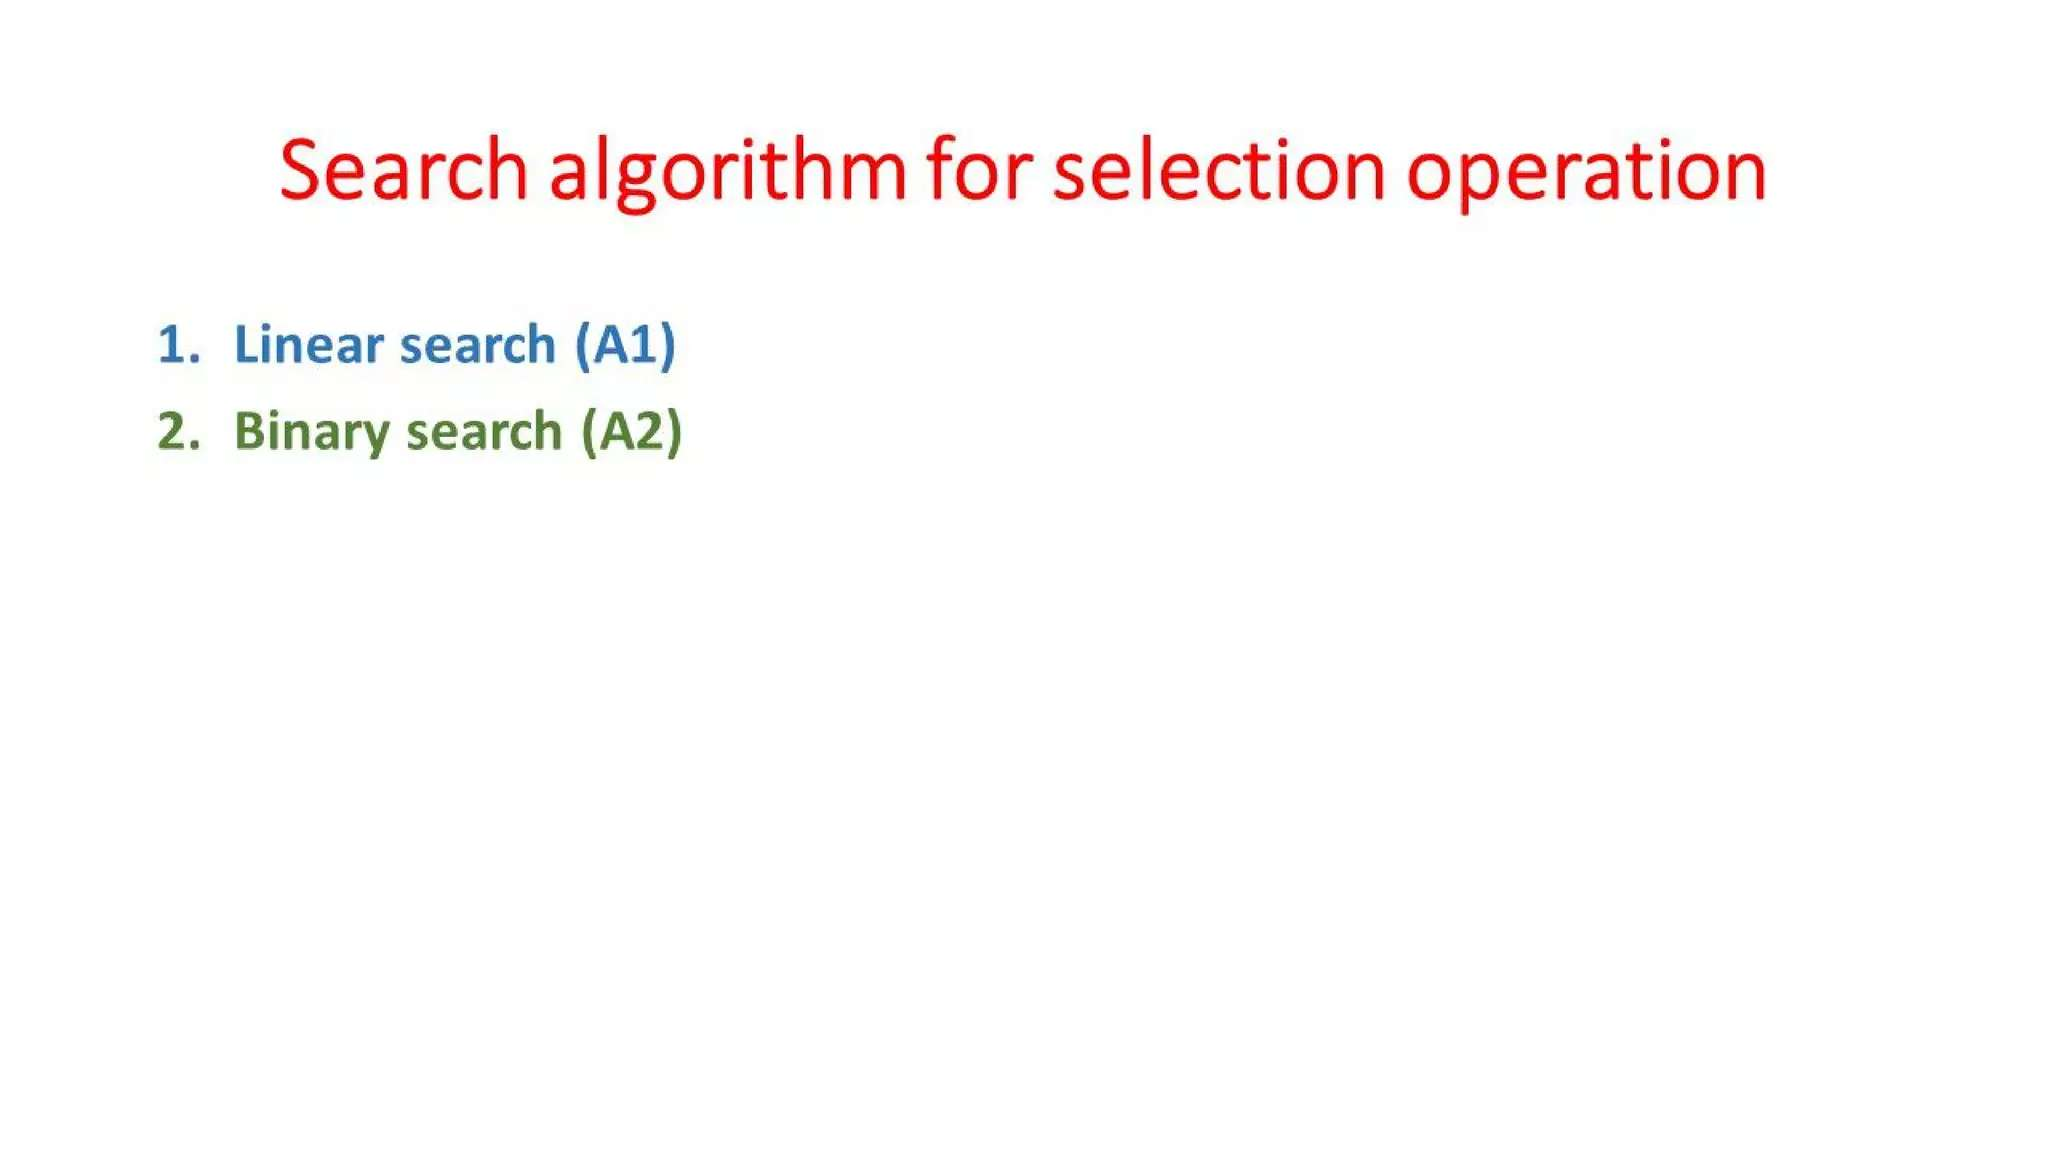 Search algorithm for selection operation
1. Linear search (A1)
2. Binary search (A2)